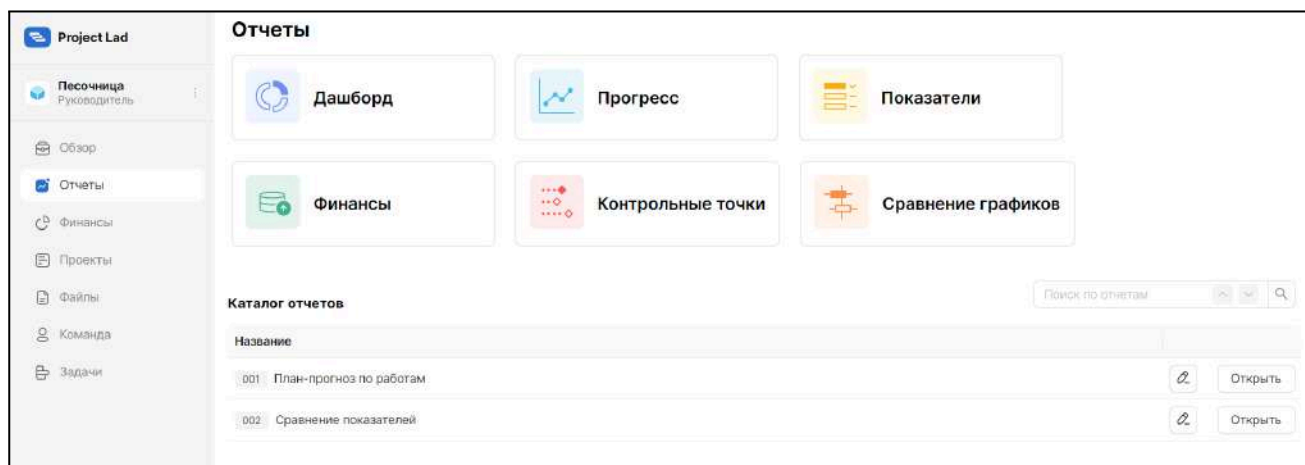 Project Lad
Песочница
Руководитель
Обзор
Отчеты
Финансы
Проекты
Файлы
Команда
Задачи
Отчеты
Дашборд
Прогресс
Показатели
Финансы
Контрольные точки
Сравнение графиков
Каталог отчетов
Поиск по отчетам
Название
001 План-прогноз по работам
Открыть
002 Сравнение показателей
Открыть